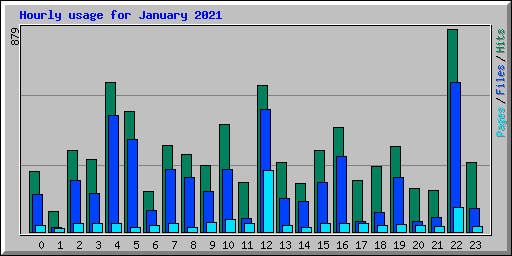 Hourly usage for January 2021
879
Pages / Files / Hits
0 1 2 3 4 5 6 7 8 9 10 11 12 13 14 15 16 17 18 19 20 21 22 23